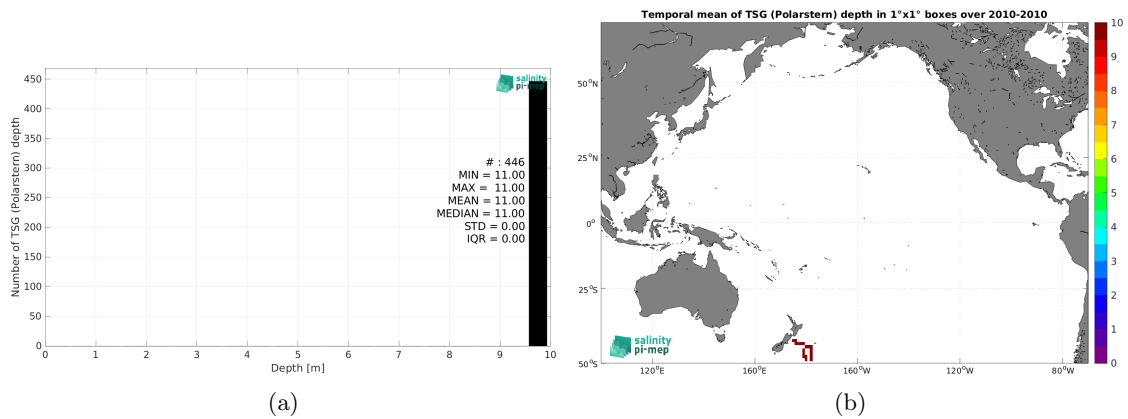 Temporal mean of TSG (Polarstern) depth in 1°x1° boxes over 2010-2010
450
400
350
300
250
200
150
100
50
0
Number of TSG (Polarstern) depth
salinity
pi-mep
# : 446
MIN = 11.00
MAX = 11.00
MEAN = 11.00
MEDIAN = 11.00
STD = 0.00
IQR = 0.00
0 1 2 3 4 5 6 7 8 9 10
Depth [m]
(a)
50°N
25°N
0°
25°S
50°S
salinity
pi-mep
120°E 160°E 160°W 120°W 80°W
10
9
8
7
6
5
4
3
2
1
0
(b)